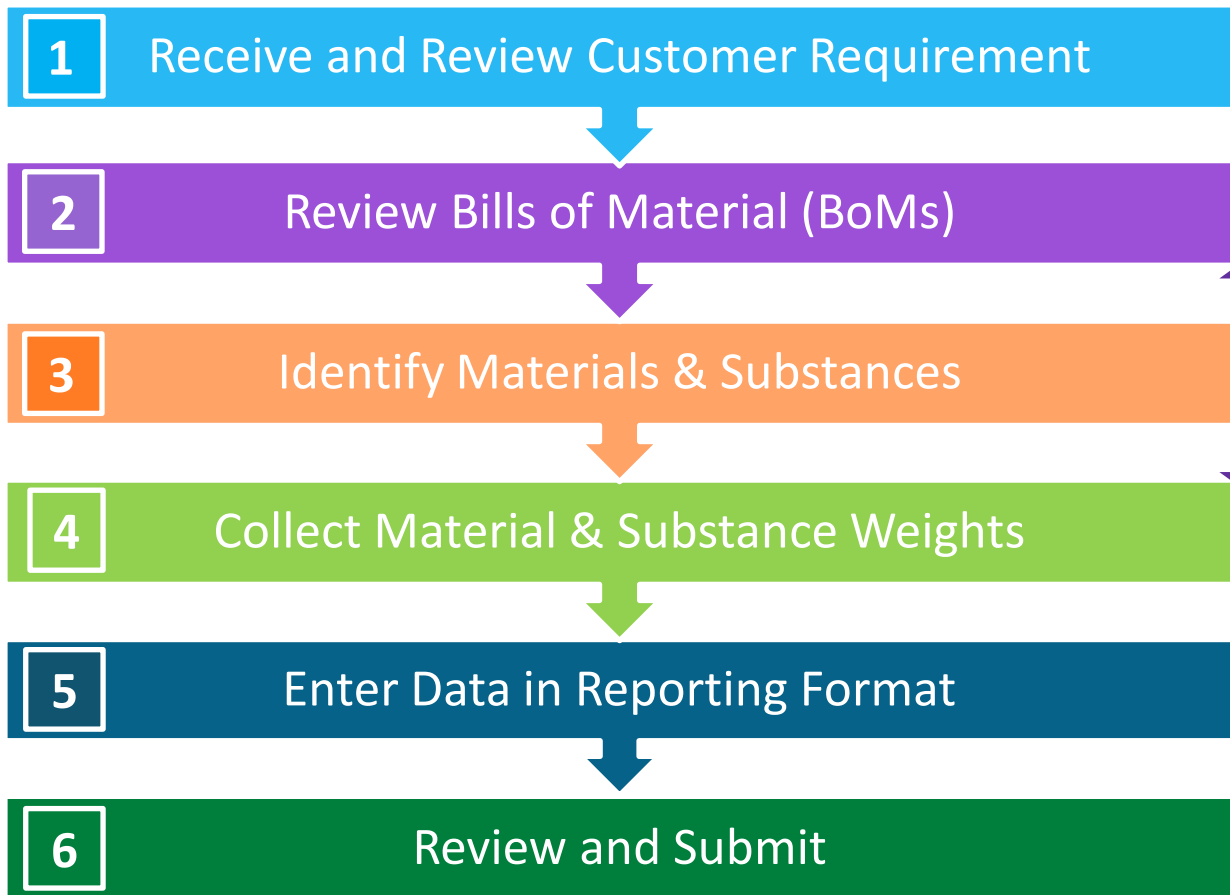 1 Receive and Review Customer Requirement
2 Review Bills of Material (BoMs)
3 Identify Materials & Substances
4 Collect Material & Substance Weights
5 Enter Data in Reporting Format
6 Review and Submit